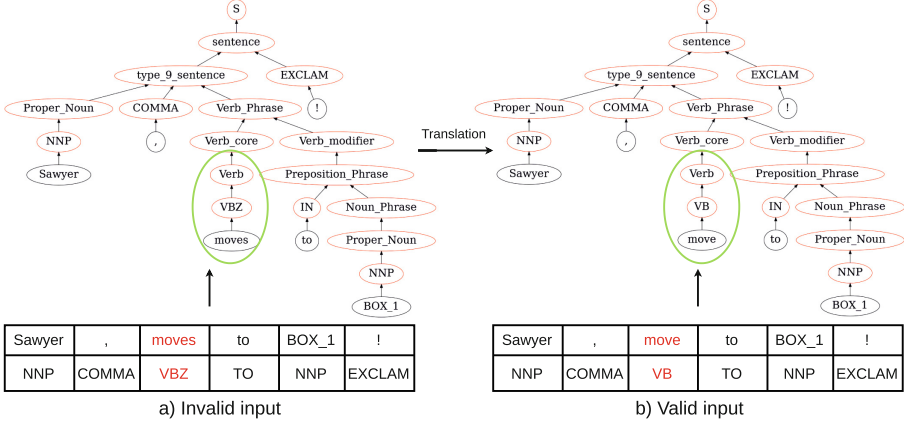 S
sentence
type_9_sentence EXCLAM
Proper_Noun COMMA Verb_Phrase !
NNP , Verb_core Verb_modifier
Sawyer Verb Preposition_Phrase
VBZ IN Noun_Phrase
moves to Proper_Noun
NNP
BOX_1
Translation
S
sentence
type_9_sentence EXCLAM
Proper_Noun COMMA Verb_Phrase !
NNP , Verb_core Verb_modifier
Sawyer Verb Preposition_Phrase
VB IN Noun_Phrase
move to Proper_Noun
NNP
BOX_1
Sawyer , moves to BOX_1 !
NNP COMMA VBZ TO NNP EXCLAM
a) Invalid input
Sawyer , move to BOX_1 !
NNP COMMA VB TO NNP EXCLAM
b) Valid input